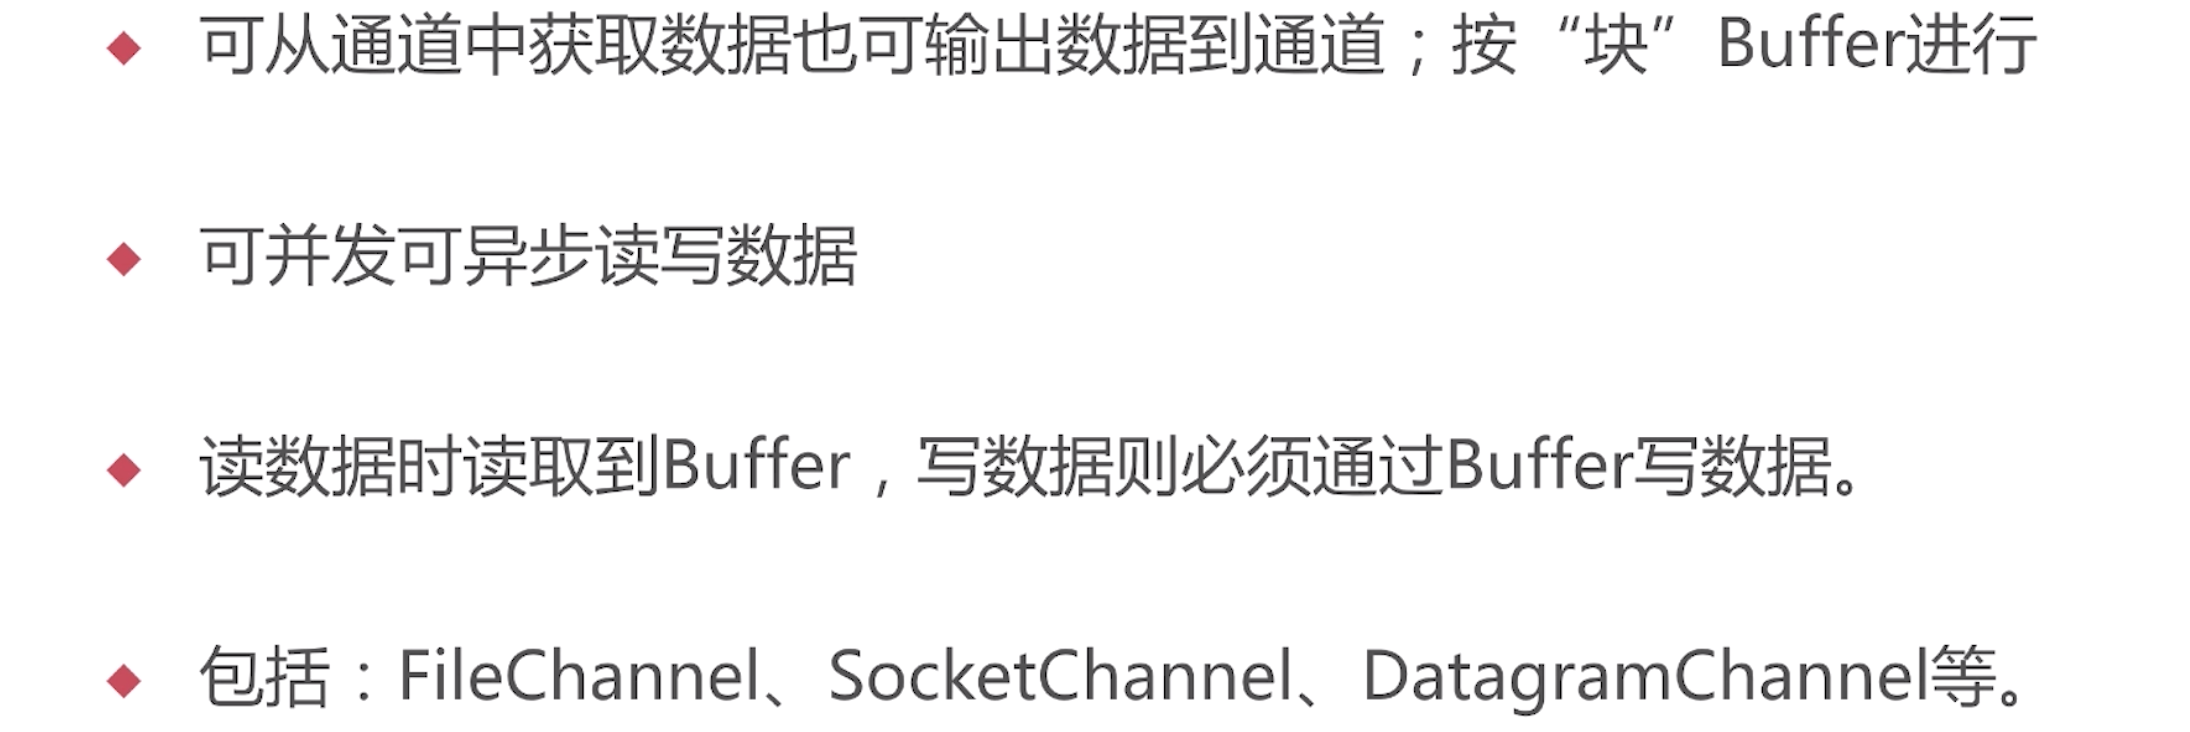 可从通道中获取数据也可输出数据到通道；按“块”Buffer进行
可并发可异步读写数据
读数据时读取到Buffer，写数据则必须通过Buffer写数据。
包括：FileChannel、SocketChannel、DatagramChannel等。